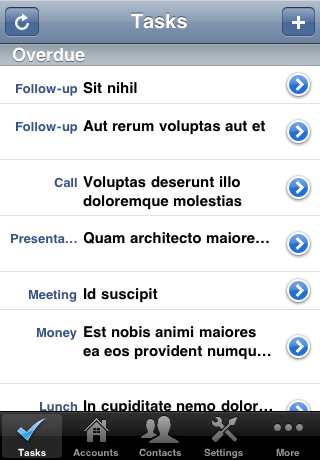 Tasks
Overdue
Follow-up Sit nihil
Follow-up Aut rerum voluptas aut et
Call Voluptas deserunt illo
doloremque molestias
Presenta... Quam architecto maiore...
Meeting Id suscipit
Money Est nobis animi maiores
ea eos provident numqu...
Lunch In cupiditate nemo dolor...
Tasks Accounts Contacts Settings More